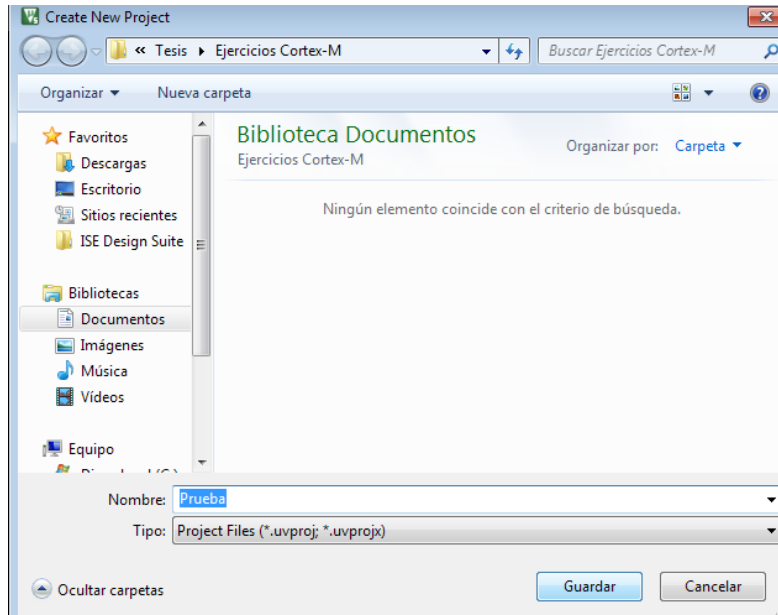 Create New Project
« Tesis ▸ Ejercicios Cortex-M
Buscar Ejercicios Cortex-M
Organizar
Nueva carpeta
Favoritos
Descargas
Escritorio
Sitios recientes
ISE Design Suite
Bibliotecas
Documentos
Imágenes
Música
Vídeos
Equipo
Biblioteca Documentos
Ejercicios Cortex-M
Organizar por: Carpeta
Ningún elemento coincide con el criterio de búsqueda.
Nombre: Prueba
Tipo: Project Files (*.uvproj; *.uvprojx)
Ocultar carpetas
Guardar
Cancelar